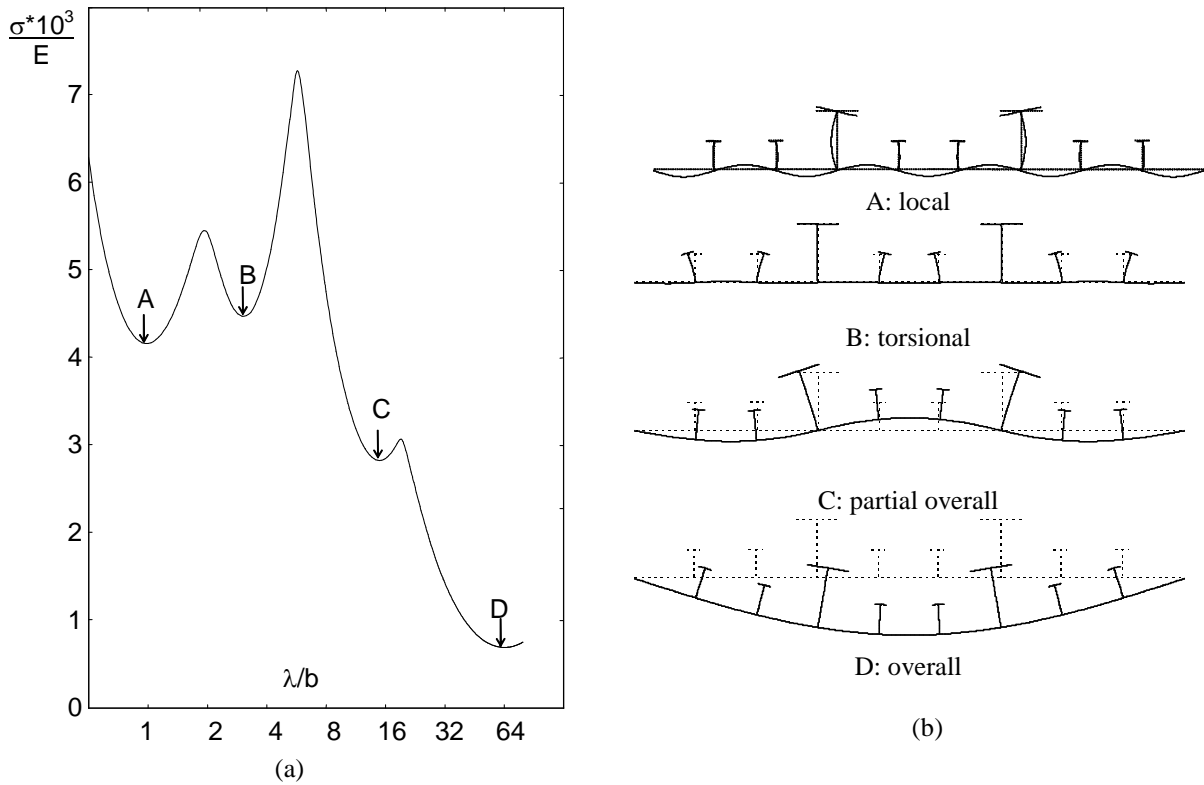 σ*10³
E
7
6
5
4
3
2
1
0
A
B
C
D
λ/b
1 2 4 8 16 32 64
(a)
A: local
B: torsional
C: partial overall
D: overall
(b)